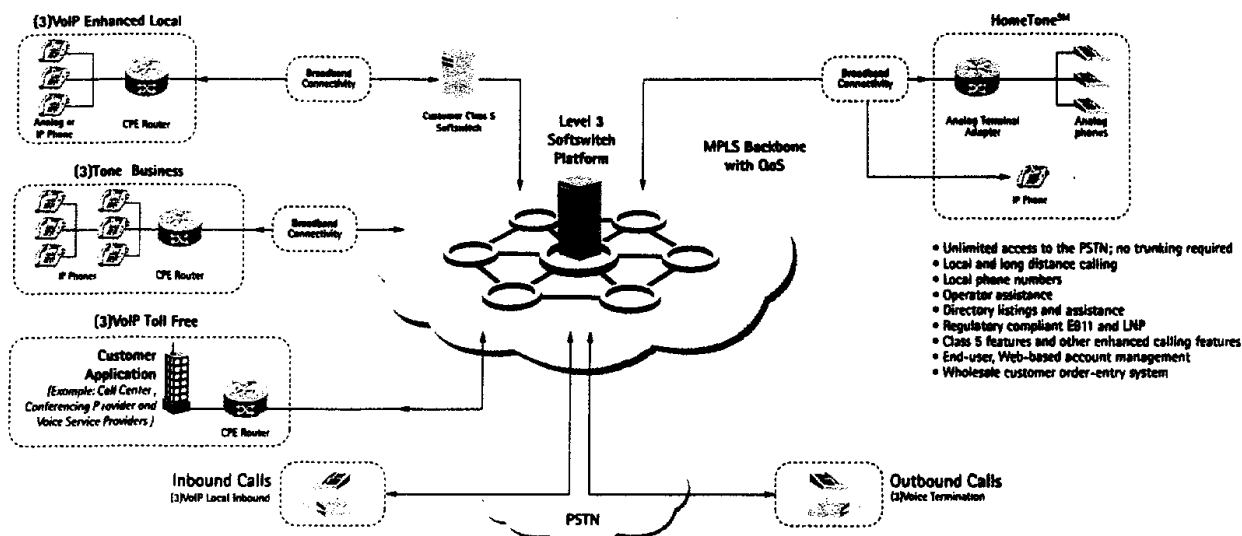 (3)VoIP Enhanced Local
Analog or
IP Phone
CPE Router
Broadband
Connectivity
Customer Class 5
Softswitch
Level 3
Softswitch
Platform
MPLS Backbone
with QoS
HomeTone℠
Broadband
Connectivity
Analog Terminal
Adapter
Analog
phones
IP Phone
(3)Tone Business
IP Phones
CPE Router
Broadband
Connectivity
• Unlimited access to the PSTN; no trunking required
• Local and long distance calling
• Local phone numbers
• Operator assistance
• Directory listings and assistance
• Regulatory compliant E911 and LNP
• Class 5 features and other enhanced calling features
• End-user, Web-based account management
• Wholesale customer order-entry system
(3)VoIP Toll Free
Customer
Application
(Example: Call Center,
Conferencing Provider and
Voice Service Providers)
CPE Router
Inbound Calls
(3)VoIP Local Inbound
PSTN
Outbound Calls
(3)Voice Termination